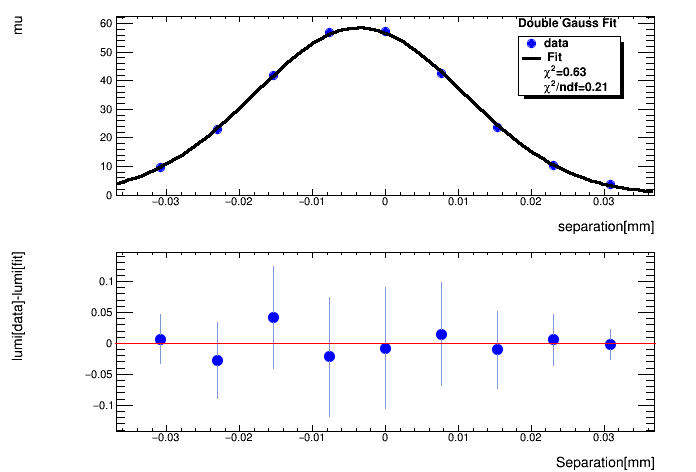 mu
Double Gauss Fit
data
Fit
χ²=0.63
χ²/ndf=0.21
60
50
40
30
20
10
0
−0.03 −0.02 −0.01 0 0.01 0.02 0.03
separation[mm]
lumi[data]-lumi[fit]
0.1
0.05
0
−0.05
−0.1
−0.03 −0.02 −0.01 0 0.01 0.02 0.03
Separation[mm]